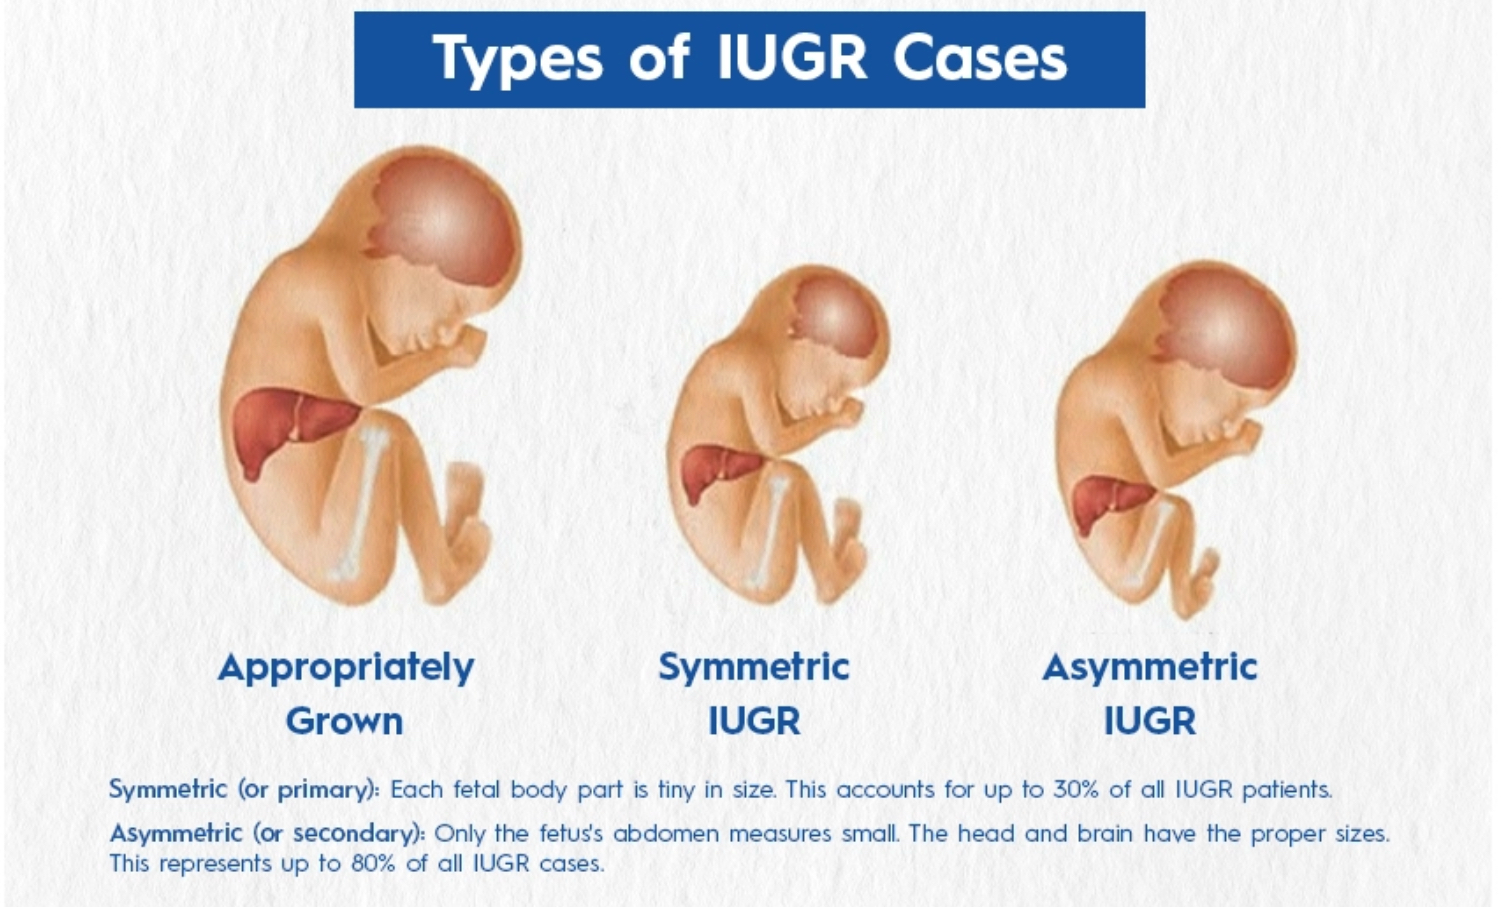 Types of IUGR Cases
Appropriately
Grown
Symmetric
IUGR
Asymmetric
IUGR
Symmetric (or primary): Each fetal body part is tiny in size. This accounts for up to 30% of all IUGR patients.
Asymmetric (or secondary): Only the fetus's abdomen measures small. The head and brain have the proper sizes.
This represents up to 80% of all IUGR cases.